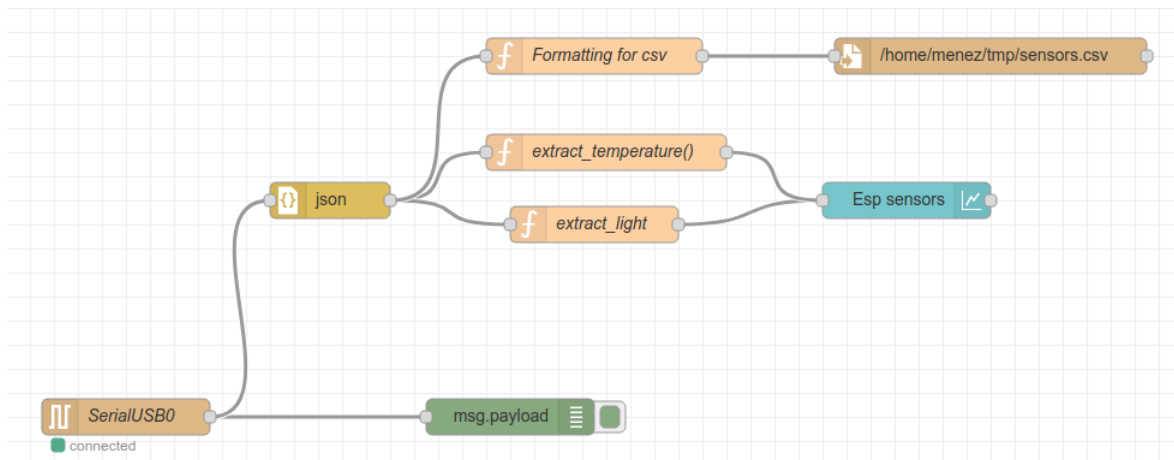 Formatting for csv
/home/menez/tmp/sensors.csv
extract_temperature()
json
Esp sensors
extract_light
SerialUSB0
msg.payload
connected